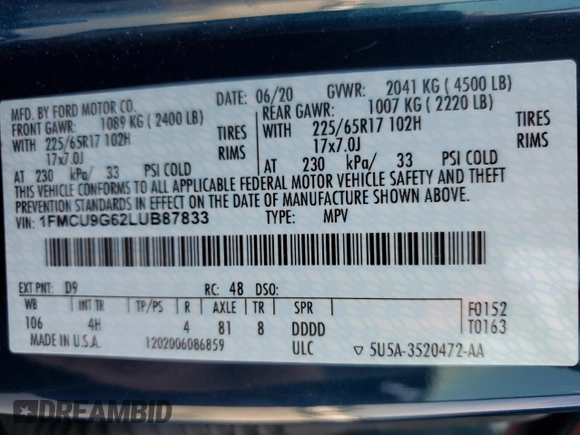 MFD. BY FORD MOTOR CO. DATE: 06/20 GVWR: 2041 KG ( 4500 LB)
FRONT GAWR: 1089 KG ( 2400 LB) REAR GAWR: 1007 KG ( 2220 LB)
WITH 225/65R17 102H TIRES WITH 225/65R17 102H TIRES
17x7.0J RIMS 17x7.0J RIMS
AT 230 kPa/ 33 PSI COLD AT 230 kPa/ 33 PSI COLD
THIS VEHICLE CONFORMS TO ALL APPLICABLE FEDERAL MOTOR VEHICLE SAFETY AND THEFT
PREVENTION STANDARDS IN EFFECT ON THE DATE OF MANUFACTURE SHOWN ABOVE.
VIN: 1FMCU9G62LUB87833 TYPE: MPV
EXT PNT: D9 RC: 48 DSO:
WB INT TR TP/PS R AXLE TR SPR F0152
106 4H 4 81 8 DDDD T0163
MADE IN U.S.A. 1202006086859 ULC ▽ 5U5A-3520472-AA
DREAMBID